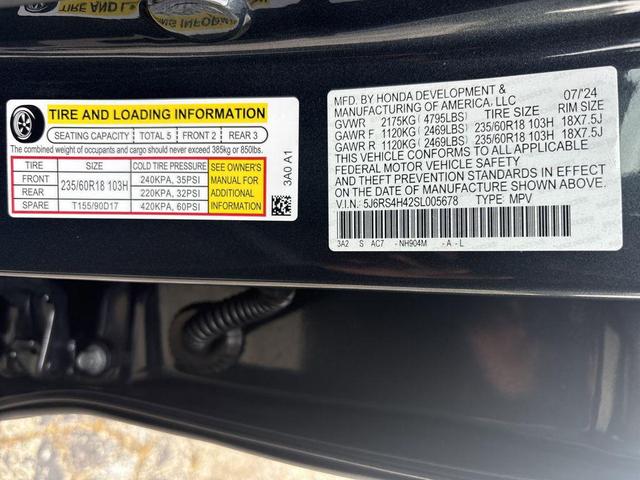 TIRE AND L
TIRE AND LOADING INFORMATION
SEATING CAPACITY TOTAL 5 FRONT 2 REAR 3
The combined weight of occupants and cargo should never exceed 385kg or 850lbs.
TIRE SIZE COLD TIRE PRESSURE SEE OWNER'S MANUAL FOR ADDITIONAL INFORMATION
FRONT 235/60R18 103H 240KPA, 35PSI
REAR 220KPA, 32PSI
SPARE T155/90D17 420KPA, 60PSI
3A0 A1
MFD. BY HONDA DEVELOPMENT & 07/'24
MANUFACTURING OF AMERICA, LLC
GVWR 2175KG (4795LBS) TIRE SIZE RIM SIZE
GAWR F 1120KG (2469LBS) 235/60R18 103H 18X7.5J
GAWR R 1120KG (2469LBS) 235/60R18 103H 18X7.5J
THIS VEHICLE CONFORMS TO ALL APPLICABLE
FEDERAL MOTOR VEHICLE SAFETY
AND THEFT PREVENTION STANDARDS IN EFFECT
ON THE DATE OF MANUFACTURE SHOWN ABOVE.
V.I.N: 5J6RS4H42SL005678 TYPE: MPV
3A2 S AC7 -NH904M -A-L